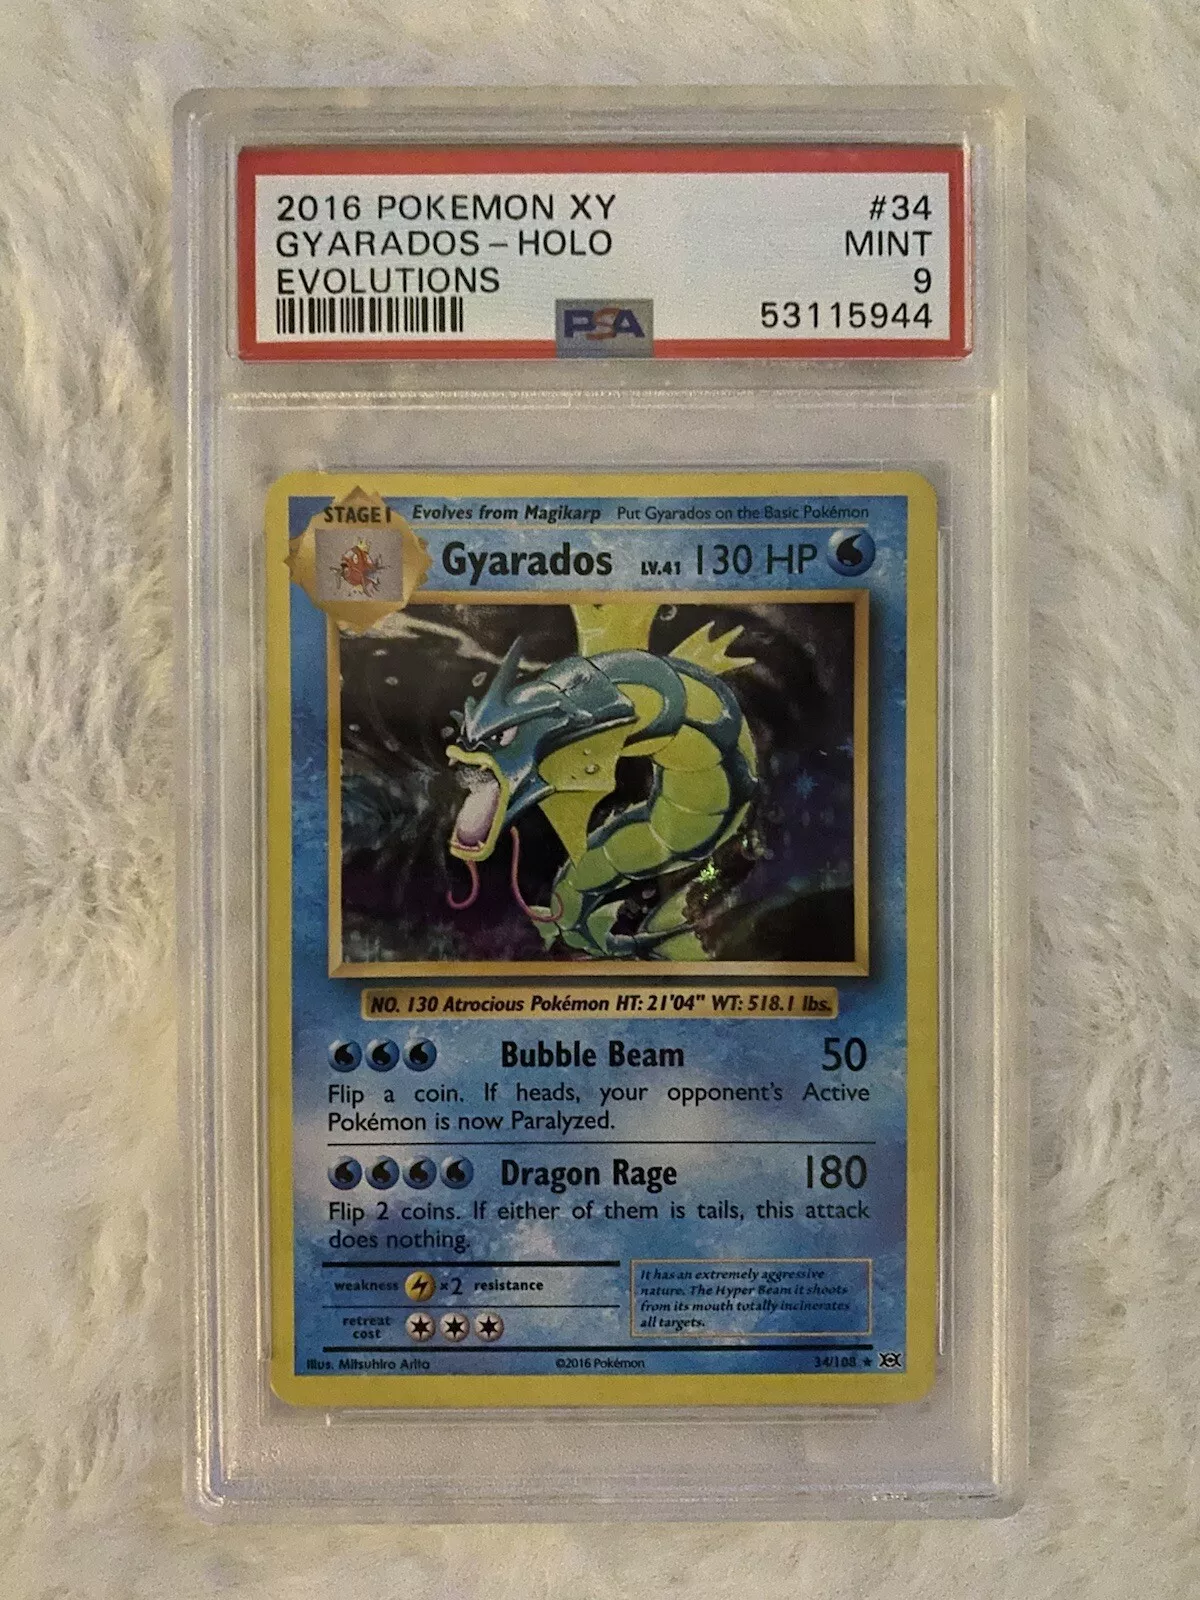 2016 POKEMON XY #34
GYARADOS - HOLO MINT
EVOLUTIONS 9
PSA 53115944
STAGE 1 Evolves from Magikarp Put Gyarados on the Basic Pokémon
Gyarados LV.41 130 HP
NO. 130 Atrocious Pokémon HT: 21'04" WT: 518.1 lbs.
Bubble Beam 50
Flip a coin. If heads, your opponent's Active
Pokémon is now Paralyzed.
Dragon Rage 180
Flip 2 coins. If either of them is tails, this attack
does nothing.
weakness ×2 resistance
retreat
cost
It has an extremely aggressive
nature. The Hyper Beam it shoots
from its mouth totally incinerates
all targets.
Illus. Mitsuhiro Arita ©2016 Pokémon 34/108 ★